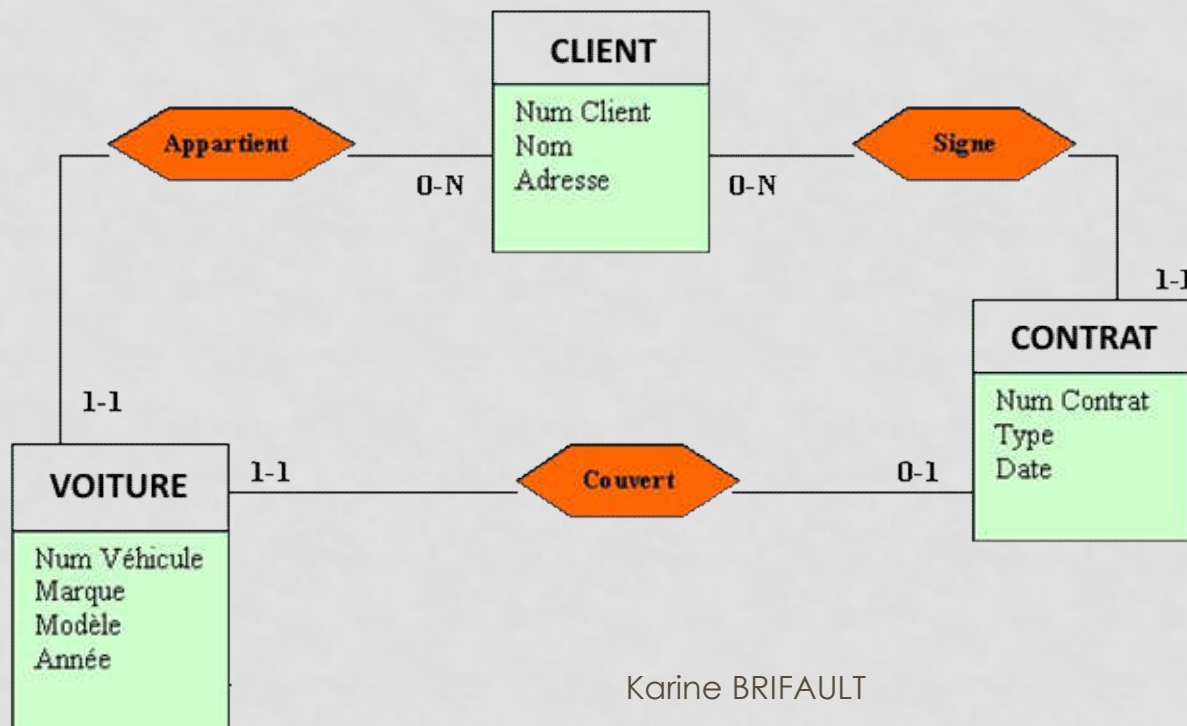 CLIENT
Num Client
Nom
Adresse
Appartient
0-N
0-N
Signe
1-1
CONTRAT
Num Contrat
Type
Date
1-1
VOITURE
Num Véhicule
Marque
Modèle
Année
1-1
Couvert
0-1
Karine BRIFAULT